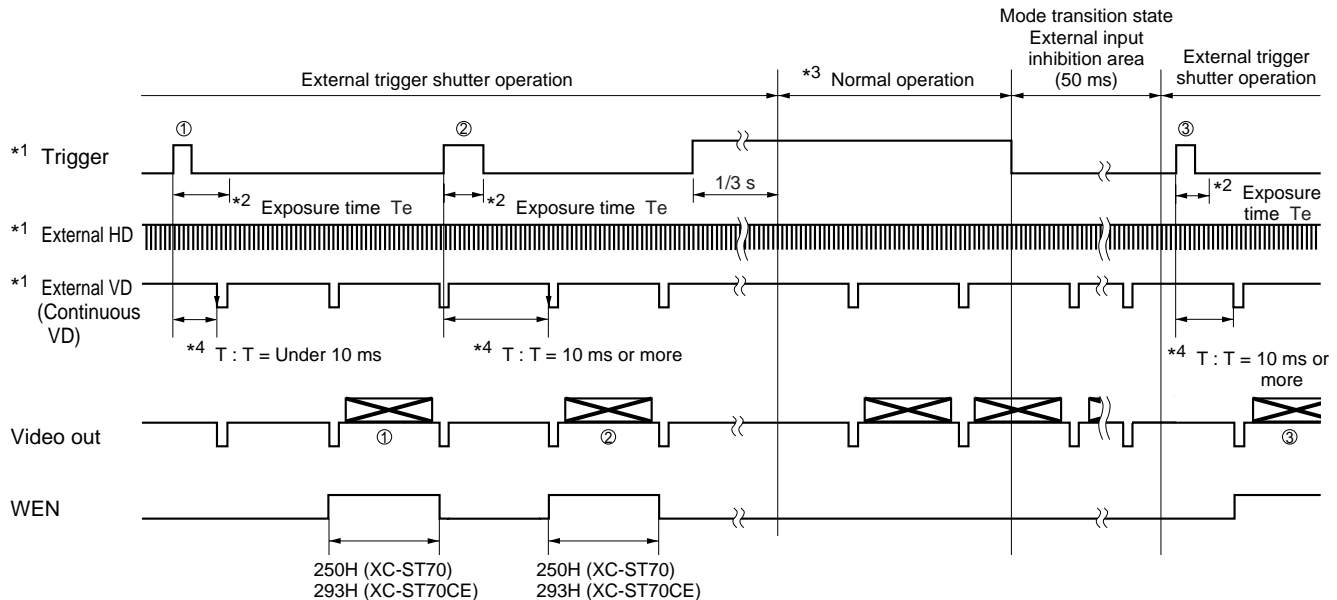 Mode transition state
External input
inhibition area
(50 ms)
External trigger shutter operation
*3 Normal operation
External trigger
shutter operation
①
②
③
*1 Trigger
1/3 s
*2 Exposure time Te
*2 Exposure time Te
*2 Exposure
time Te
*1 External HD
*1 External VD
(Continuous
VD)
*4 T : T = Under 10 ms
*4 T : T = 10 ms or more
*4 T : T = 10 ms or
more
Video out
①
②
③
WEN
250H (XC-ST70)
293H (XC-ST70CE)
250H (XC-ST70)
293H (XC-ST70CE)